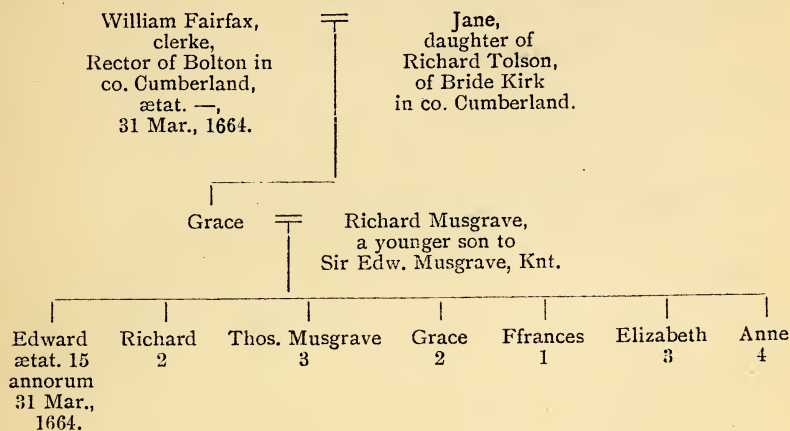 William Fairfax,
clerke,
Rector of Bolton in
co. Cumberland,
ætat. —,
31 Mar., 1664.
Jane,
daughter of
Richard Tolson,
of Bride Kirk
in co. Cumberland.
Grace
Richard Musgrave,
a younger son to
Sir Edw. Musgrave, Knt.
Edward
ætat. 15
annorum
31 Mar.,
1664.
Richard
2
Thos. Musgrave
3
Grace
2
Ffrances
1
Elizabeth
3
Anne
4